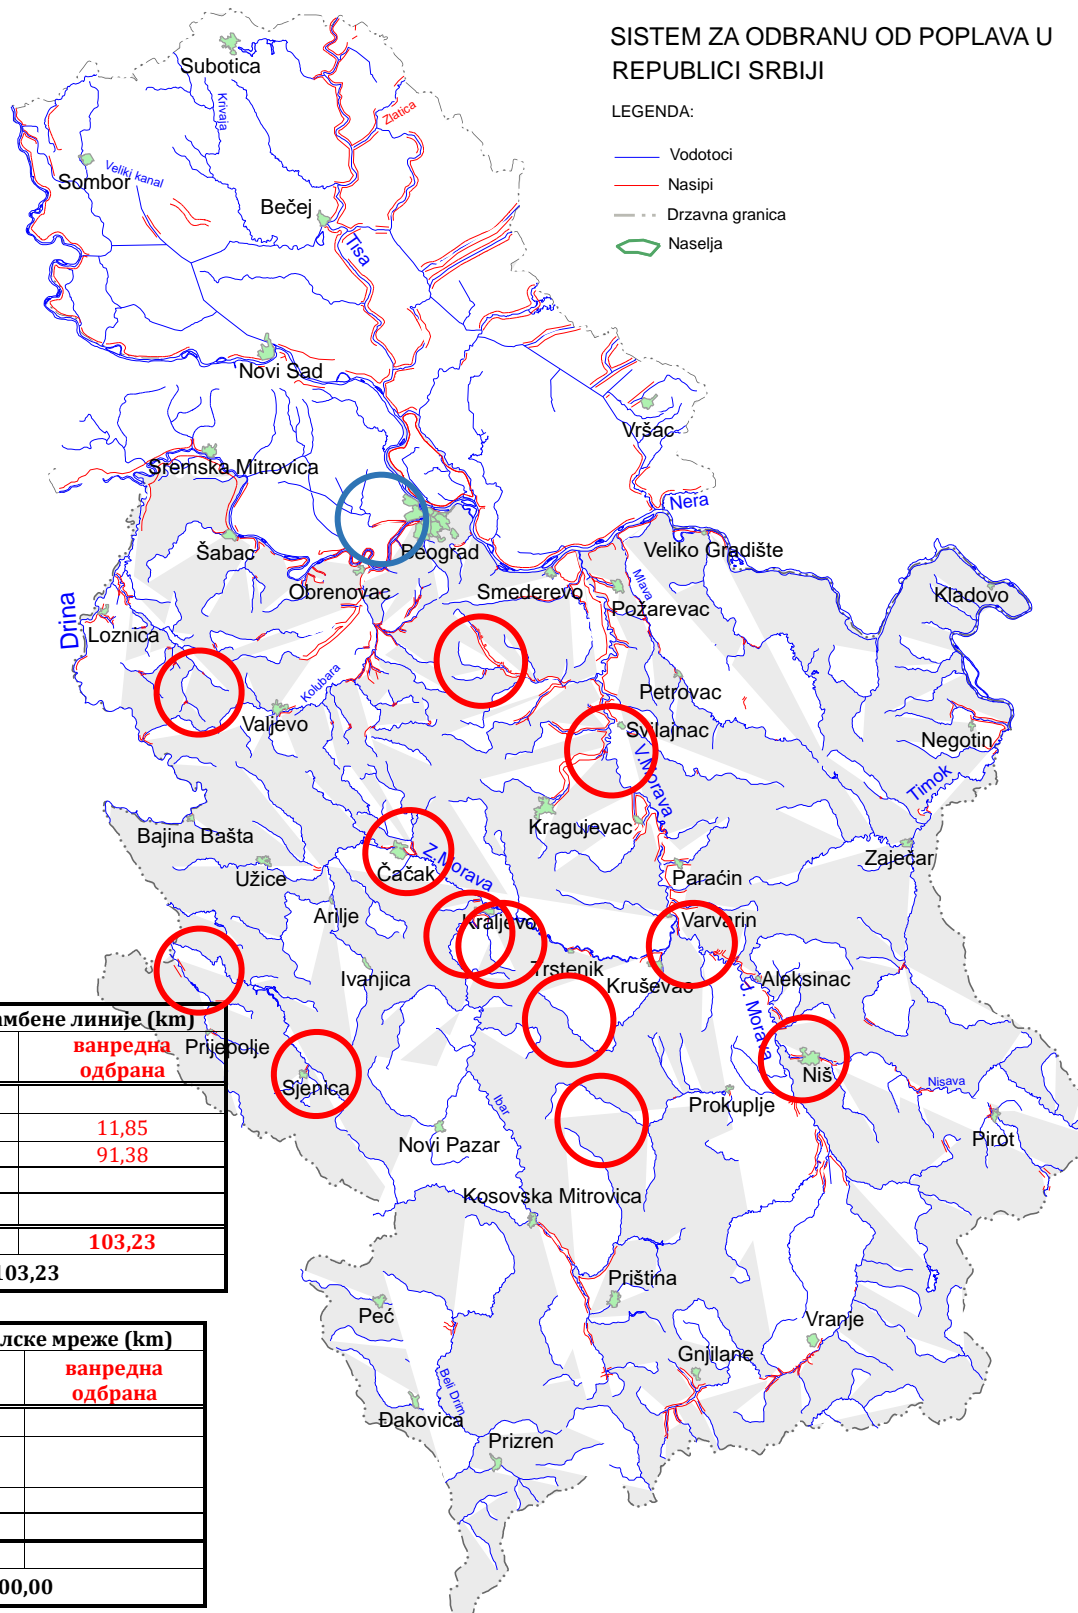 SISTEM ZA ODBRANU OD POPLAVA U
REPUBLICI SRBIJI
LEGENDA:
Vodotoci
Nasipi
Drzavna granica
Naselja
Subotica
Krivaja
Zlatica
Sombor
Veliki kanal
Bečej
Tisa
Novi Sad
Vršac
Sremska Mitrovica
Nera
Šabac
Beograd
Veliko Gradište
Obrenovac
Smederevo
Mlava
Požarevac
Kladovo
Drina
Loznica
Kolubara
Petrovac
Valjevo
Svilajnac
Negotin
V.Morava
Timok
Bajina Bašta
Kragujevac
Užice
Čačak
Z.Morava
Zaječar
Paraćin
Arilje
Kraljevo
Varvarin
Ivanjica
Trstenik
Kruševac
Aleksinac
J. Morava
Prijepolje
Sjenica
Niš
Nisava
Ibar
Prokuplje
Novi Pazar
Pirot
Kosovska Mitrovica
Priština
Peć
Vranje
Gnjilane
Beli Drim
Đakovica
Prizren
амбене линије (km)
ванредна
одбрана
11,85
91,38
103,23
103,23
лске мреже (km)
ванредна
одбрана
00,00